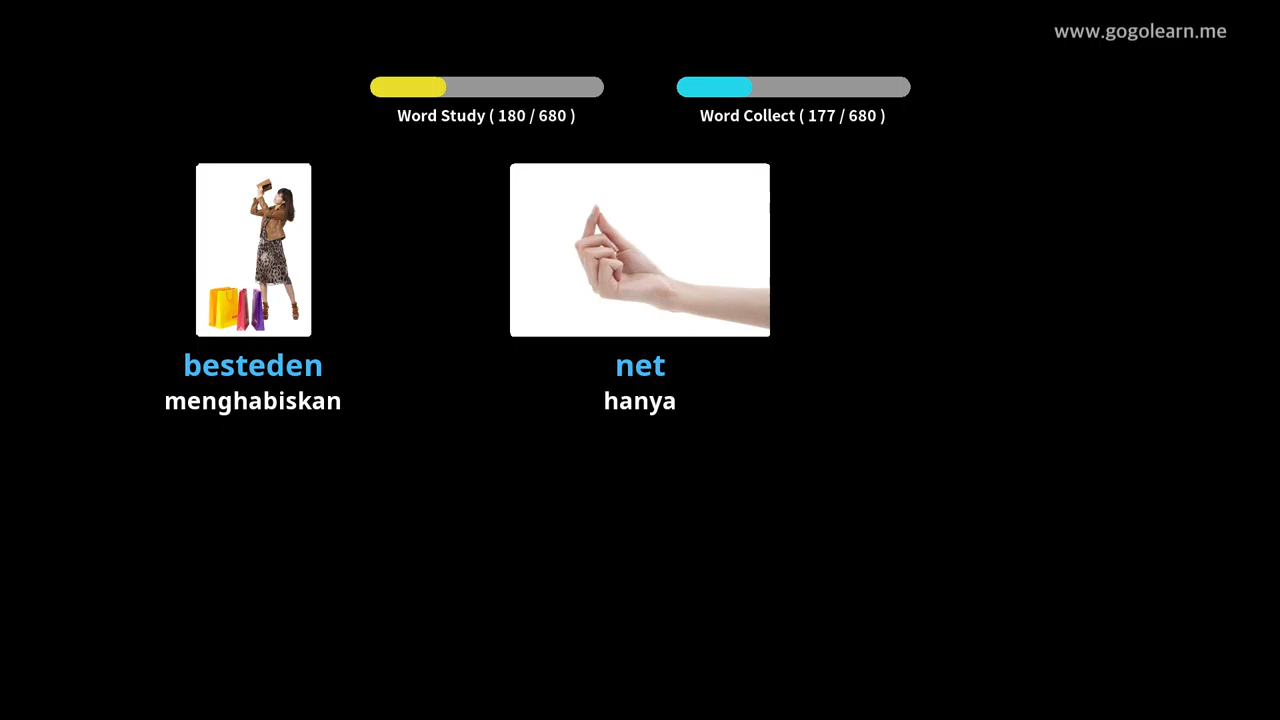 www.gogolearn.me
Word Study ( 180 / 680 )
Word Collect ( 177 / 680 )
besteden
menghabiskan
net
hanya